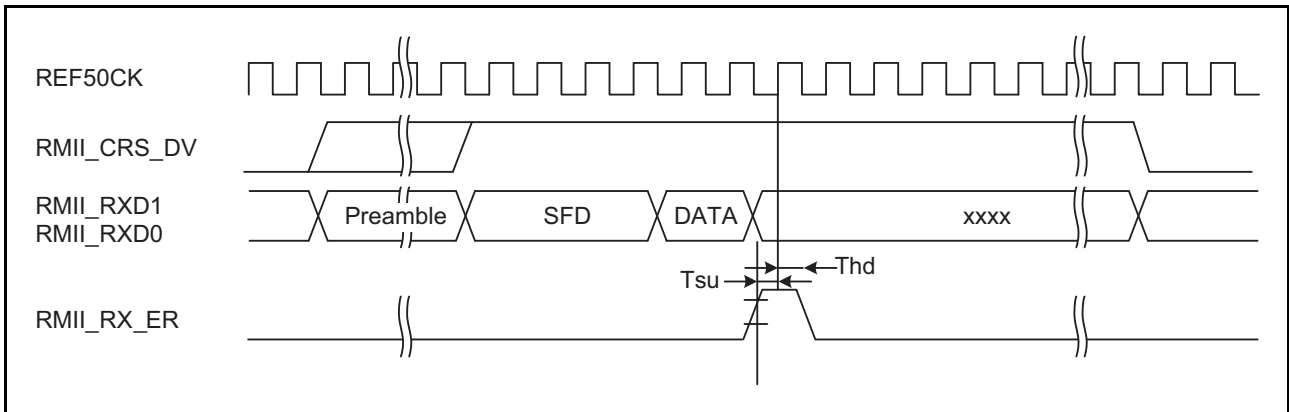 REF50CK
RMII_CRS_DV
RMII_RXD1
RMII_RXD0
Preamble
SFD
DATA
xxxx
Tsu
Thd
RMII_RX_ER